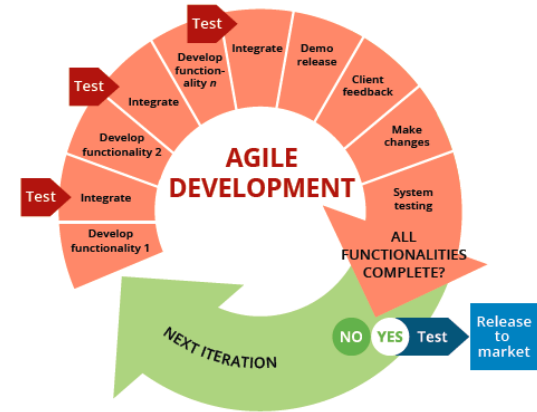 AGILE
DEVELOPMENT
Develop
functionality 1
Test
Integrate
Develop
functionality 2
Test
Integrate
Develop
function-
ality n
Test
Integrate
Demo
release
Client
feedback
Make
changes
System
testing
ALL
FUNCTIONALITIES
COMPLETE?
NO
YES
Test
Release
to
market
NEXT ITERATION